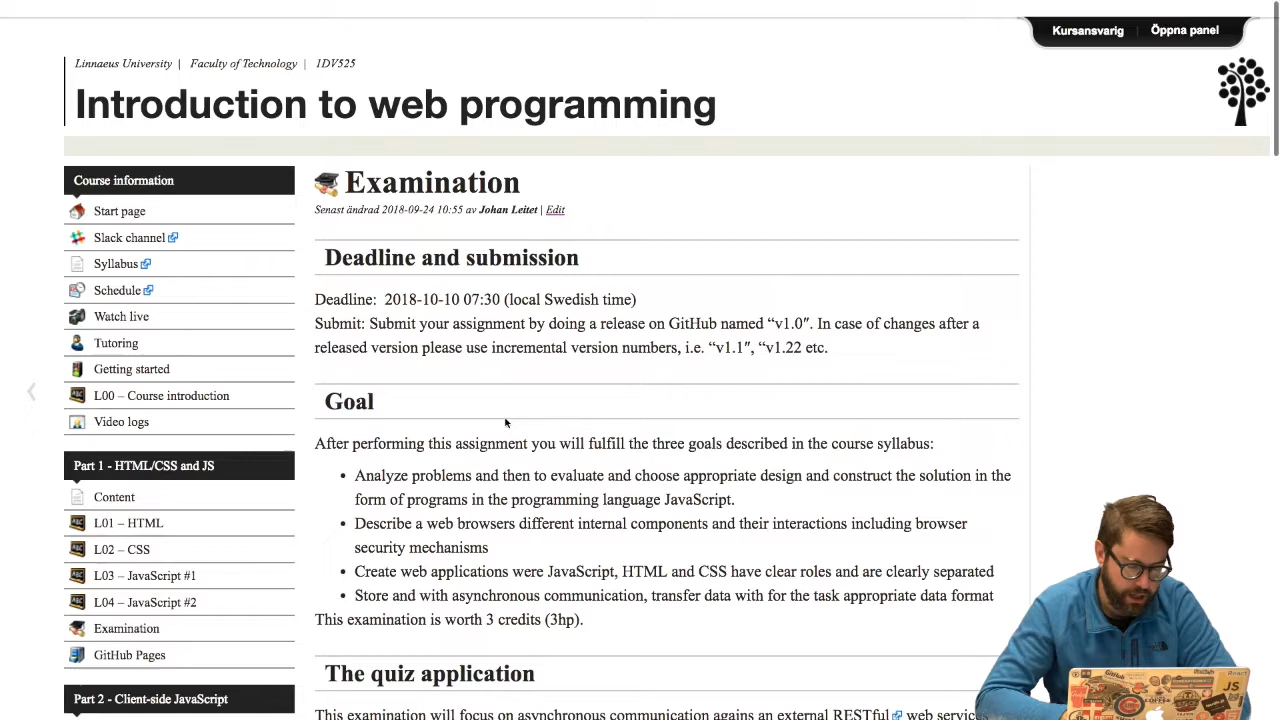 Kursansvarig
Öppna panel
Linnaeus University | Faculty of Technology | 1DV525
Introduction to web programming
Course information
Start page
Slack channel
Syllabus
Schedule
Watch live
Tutoring
Getting started
L00 – Course introduction
Video logs
Part 1 - HTML/CSS and JS
Content
L01 – HTML
L02 – CSS
L03 – JavaScript #1
L04 – JavaScript #2
Examination
GitHub Pages
Part 2 - Client-side JavaScript
Examination
Senast ändrad 2018-09-24 10:55 av Johan Leitet | Edit
Deadline and submission
Deadline: 2018-10-10 07:30 (local Swedish time)
Submit: Submit your assignment by doing a release on GitHub named “v1.0″. In case of changes after a
released version please use incremental version numbers, i.e. “v1.1″, “v1.22 etc.
Goal
After performing this assignment you will fulfill the three goals described in the course syllabus:
• Analyze problems and then to evaluate and choose appropriate design and construct the solution in the
form of programs in the programming language JavaScript.
• Describe a web browsers different internal components and their interactions including browser
security mechanisms
• Create web applications were JavaScript, HTML and CSS have clear roles and are clearly separated
• Store and with asynchronous communication, transfer data with for the task appropriate data format
This examination is worth 3 credits (3hp).
The quiz application
This examination will focus on asynchronous communication agains an external RESTful web services
GitHub
JS